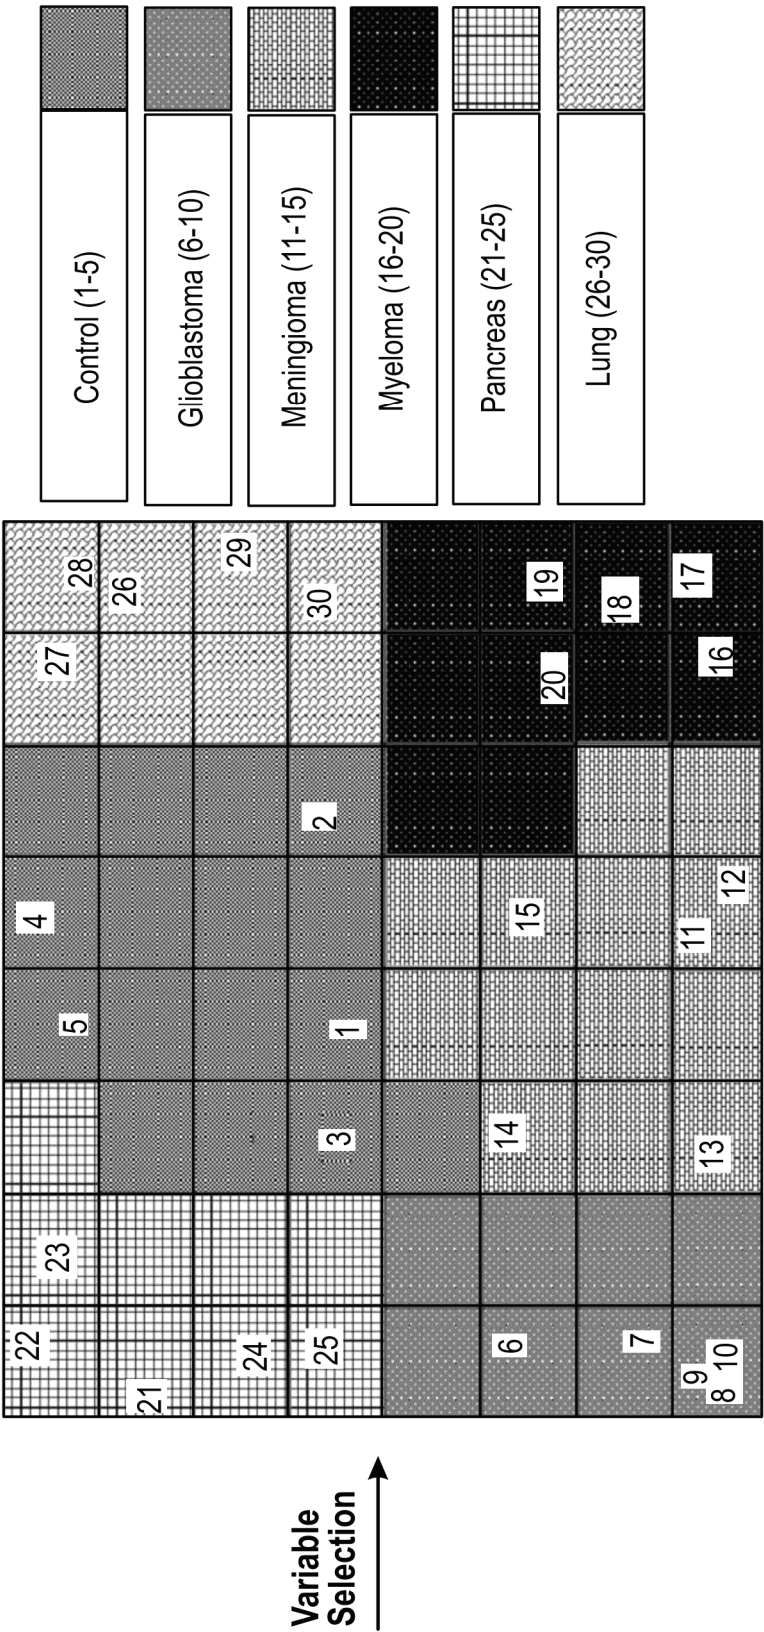 Variable
Selection
22 23 5 4 27 28
21 26
24 29
25 3 1 2 30
6 14 15 20 19
7 18
9 11 17
8 10 13 12 16
Control (1-5)
Glioblastoma (6-10)
Meningioma (11-15)
Myeloma (16-20)
Pancreas (21-25)
Lung (26-30)